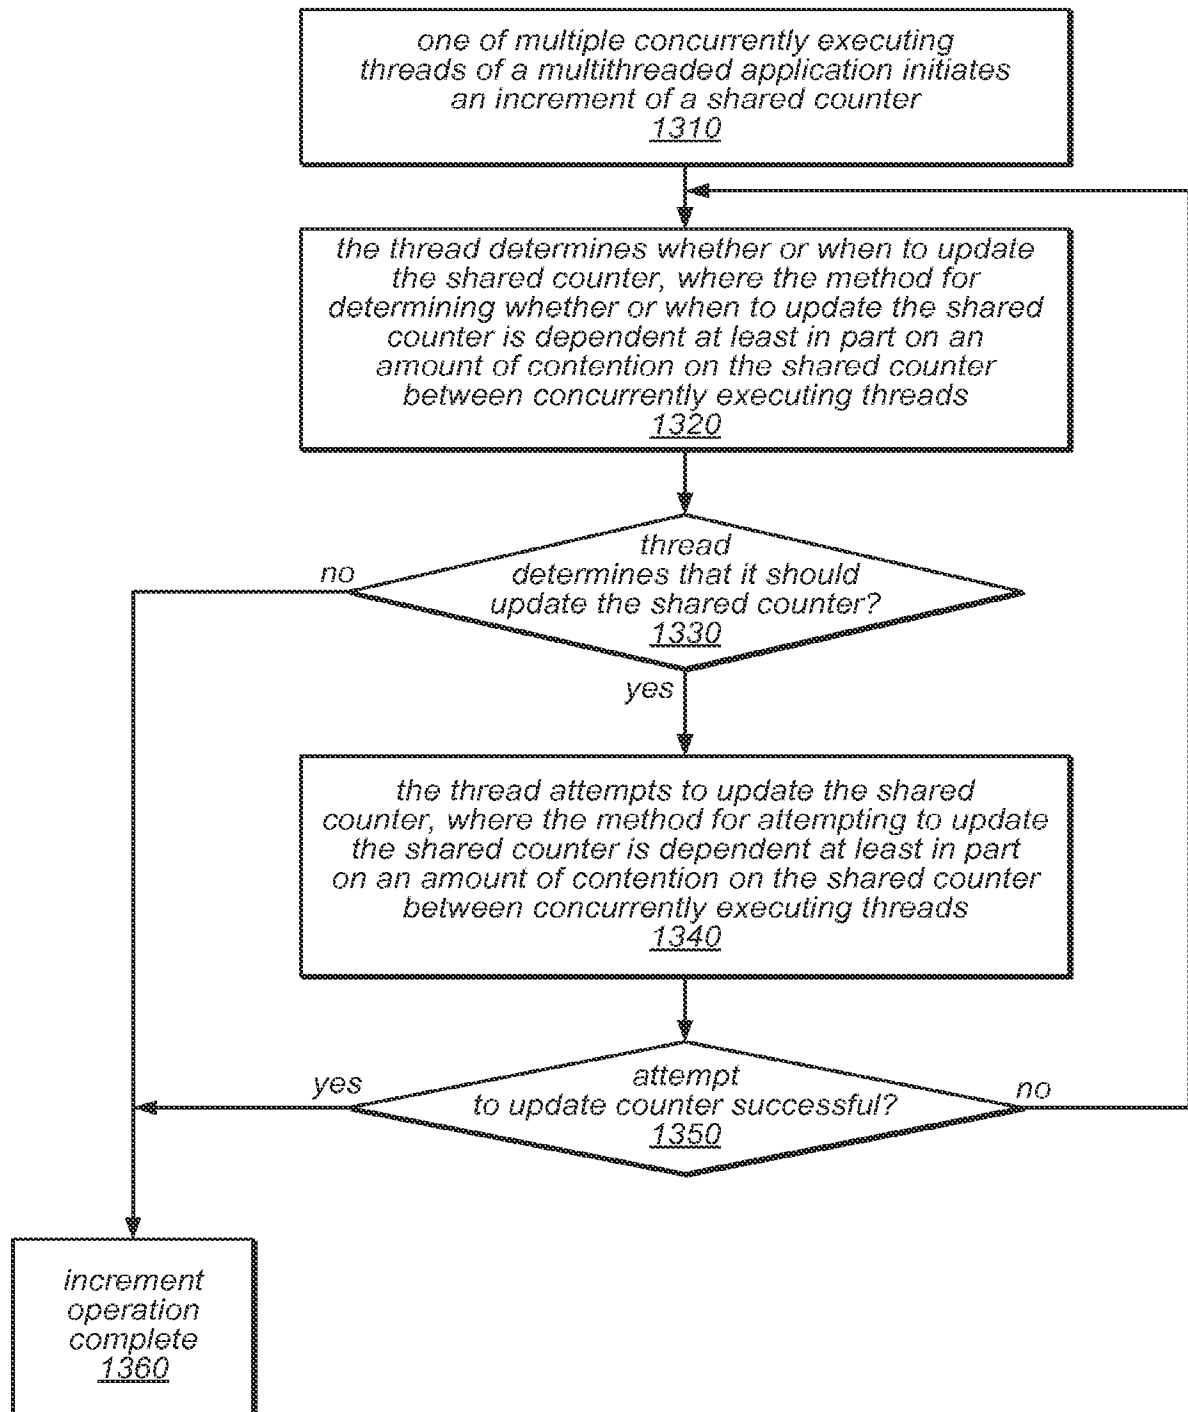 one of multiple concurrently executing
threads of a multithreaded application initiates
an increment of a shared counter
1310
the thread determines whether or when to update
the shared counter, where the method for
determining whether or when to update the shared
counter is dependent at least in part on an
amount of contention on the shared counter
between concurrently executing threads
1320
thread
determines that it should
update the shared counter?
1330
no
yes
the thread attempts to update the shared
counter, where the method for attempting to update
the shared counter is dependent at least in part
on an amount of contention on the shared counter
between concurrently executing threads
1340
attempt
to update counter successful?
1350
yes
no
increment
operation
complete
1360